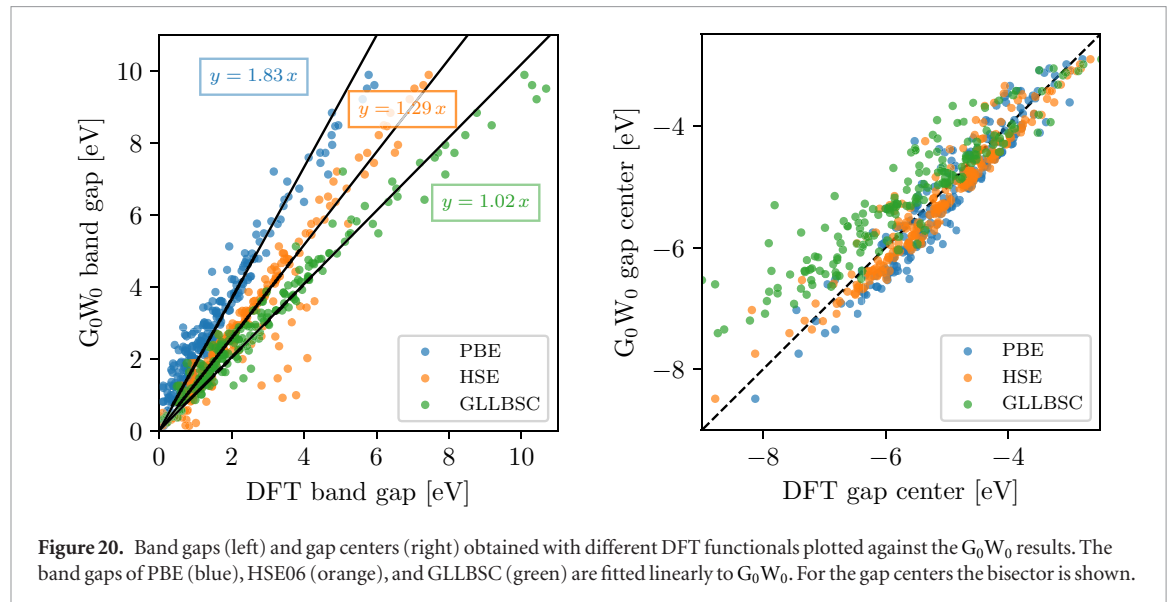 10
8
6
4
2
0
G₀W₀ band gap [eV]
y = 1.83 x
y = 1.29 x
y = 1.02 x
PBE
HSE
GLLBSC
0 2 4 6 8 10
DFT band gap [eV]
−4
−6
−8
G₀W₀ gap center [eV]
PBE
HSE
GLLBSC
−8 −6 −4
DFT gap center [eV]
Figure 20. Band gaps (left) and gap centers (right) obtained with different DFT functionals plotted against the G₀W₀ results. The
band gaps of PBE (blue), HSE06 (orange), and GLLBSC (green) are fitted linearly to G₀W₀. For the gap centers the bisector is shown.